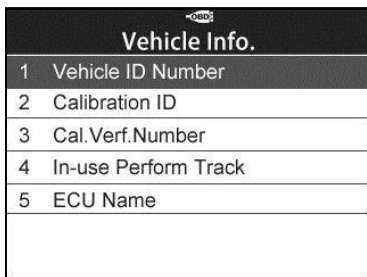 OBD
Vehicle Info.
1 Vehicle ID Number
2 Calibration ID
3 Cal.Verf.Number
4 In-use Perform Track
5 ECU Name